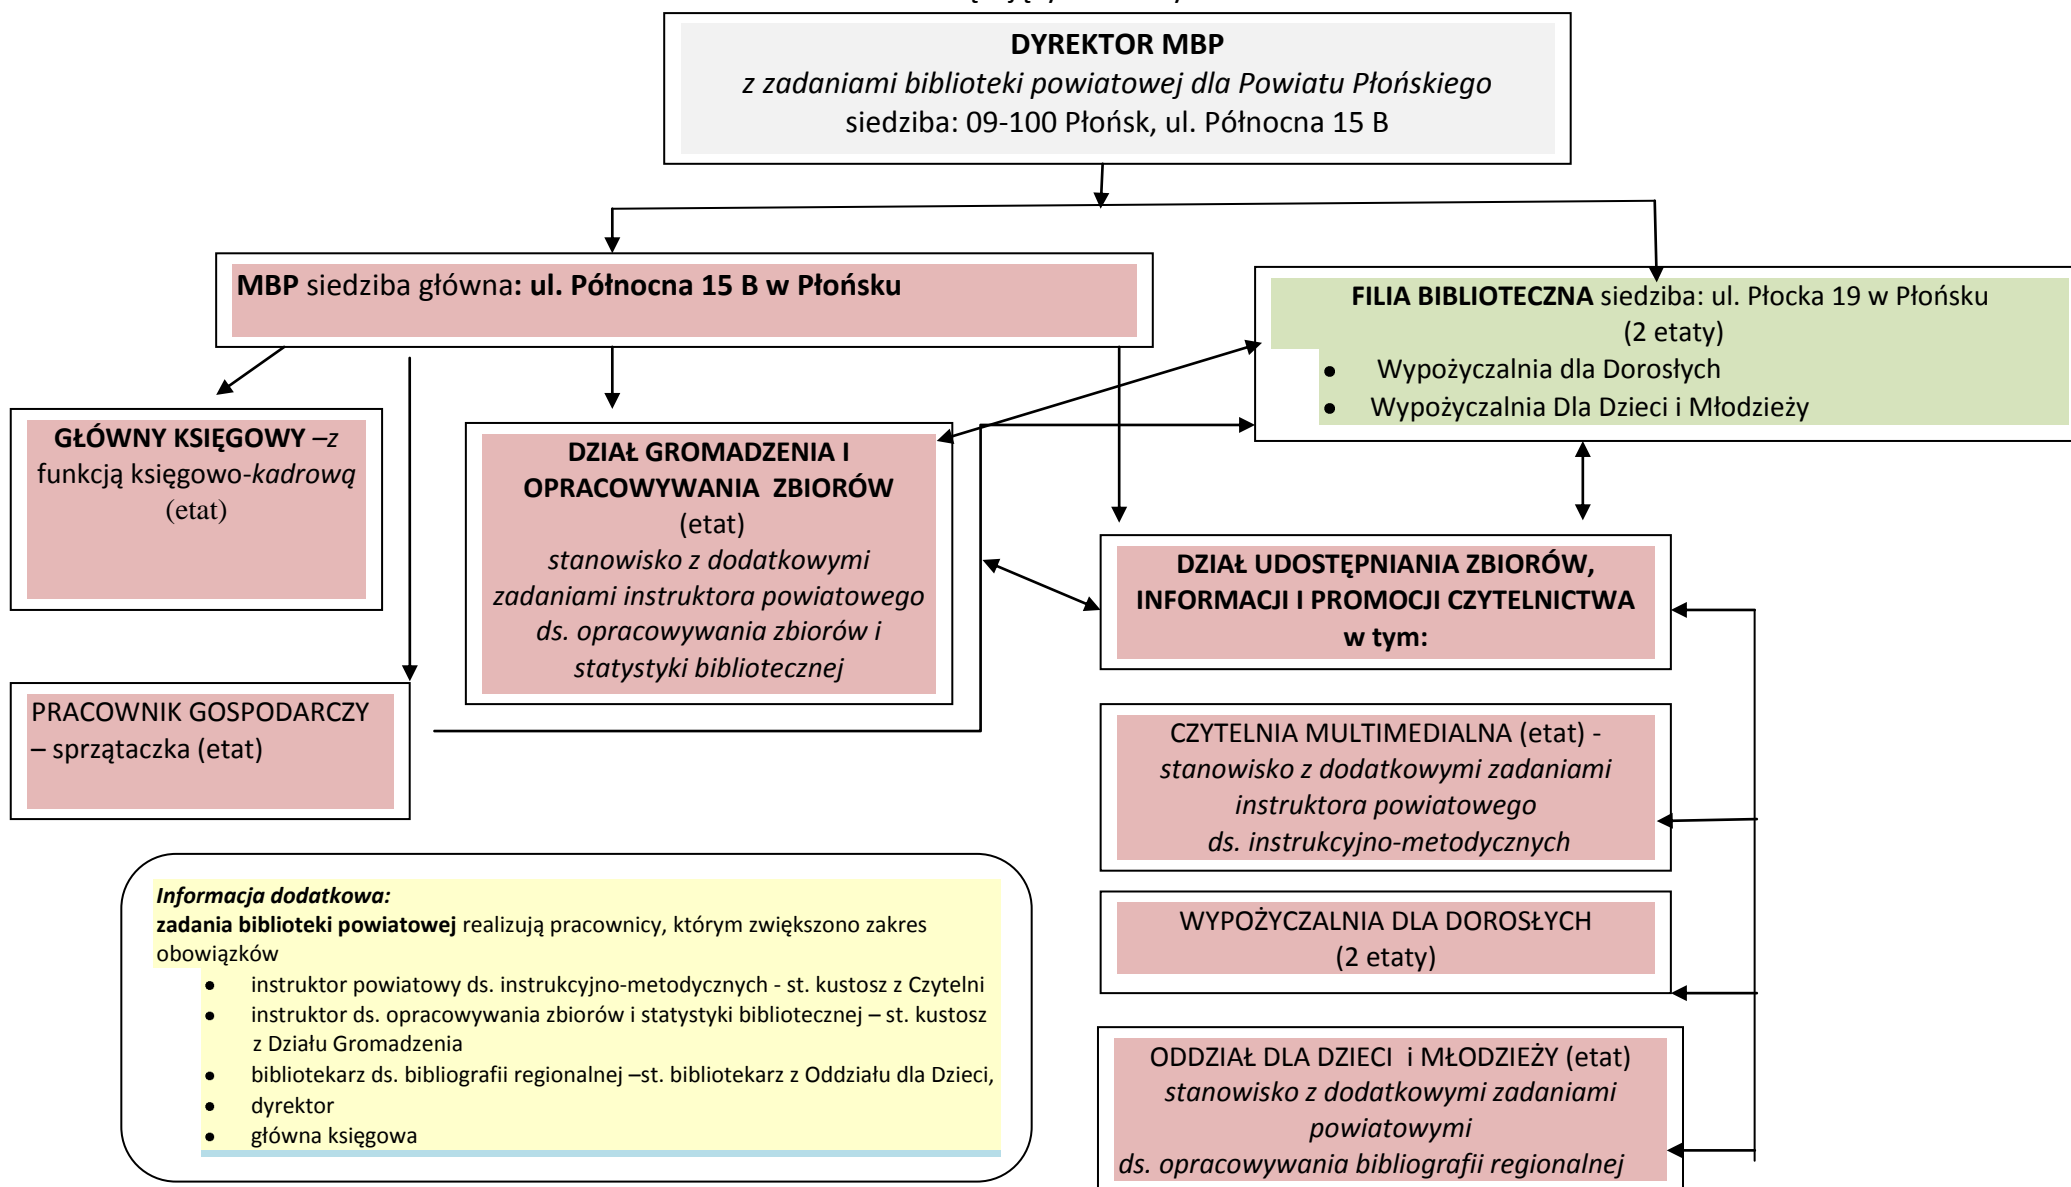 DYREKTOR MBP
z zadaniami biblioteki powiatowej dla Powiatu Płońskiego
siedziba: 09-100 Płońsk, ul. Północna 15 B
MBP siedziba główna: ul. Północna 15 B w Płońsku
FILIA BIBLIOTECZNA siedziba: ul. Płocka 19 w Płońsku
(2 etaty)
• Wypożyczalnia dla Dorosłych
• Wypożyczalnia Dla Dzieci i Młodzieży
GŁÓWNY KSIĘGOWY –z
funkcją księgowo-kadrową
(etat)
DZIAŁ GROMADZENIA I
OPRACOWYWANIA ZBIORÓW
(etat)
stanowisko z dodatkowymi
zadaniami instruktora powiatowego
ds. opracowywania zbiorów i
statystyki bibliotecznej
DZIAŁ UDOSTĘPNIANIA ZBIORÓW,
INFORMACJI I PROMOCJI CZYTELNICTWA
w tym:
PRACOWNIK GOSPODARCZY
– sprzątaczka (etat)
CZYTELNIA MULTIMEDIALNA (etat) -
stanowisko z dodatkowymi zadaniami
instruktora powiatowego
ds. instrukcyjno-metodycznych
WYPOŻYCZALNIA DLA DOROSŁYCH
(2 etaty)
ODDZIAŁ DLA DZIECI i MŁODZIEŻY (etat)
stanowisko z dodatkowymi zadaniami
powiatowymi
ds. opracowywania bibliografii regionalnej
Informacja dodatkowa:
zadania biblioteki powiatowej realizują pracownicy, którym zwiększono zakres
obowiązków
• instruktor powiatowy ds. instrukcyjno-metodycznych - st. kustosz z Czytelni
• instruktor ds. opracowywania zbiorów i statystyki bibliotecznej – st. kustosz
z Działu Gromadzenia
• bibliotekarz ds. bibliografii regionalnej –st. bibliotekarz z Oddziału dla Dzieci,
• dyrektor
• główna księgowa